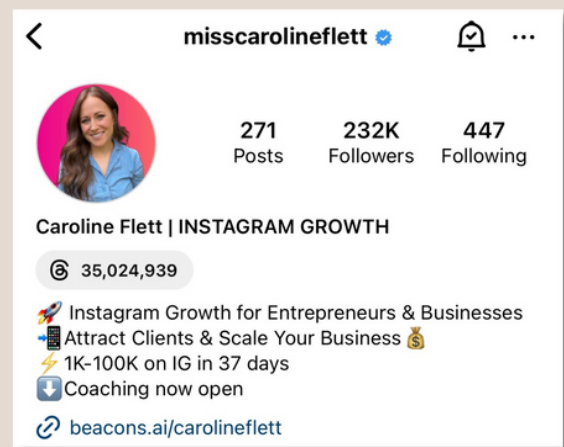 misscarolineflett
271 232K 447
Posts Followers Following
Caroline Flett | INSTAGRAM GROWTH
35,024,939
🚀 Instagram Growth for Entrepreneurs & Businesses
📲Attract Clients & Scale Your Business💰
⚡1K-100K on IG in 37 days
⬇️Coaching now open
beacons.ai/carolineflett